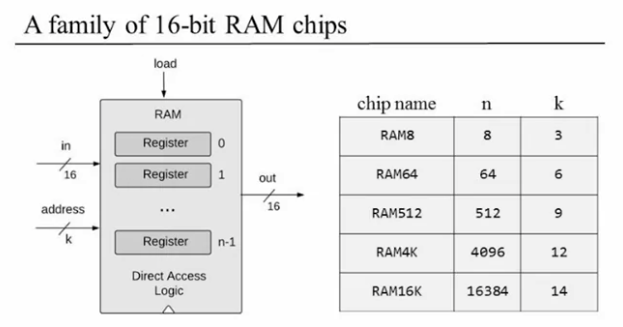 A family of 16-bit RAM chips
load
RAM
in
16
address
k
Register 0
Register 1
...
Register n-1
Direct Access
Logic
out
16
chip name n k
RAM8 8 3
RAM64 64 6
RAM512 512 9
RAM4K 4096 12
RAM16K 16384 14